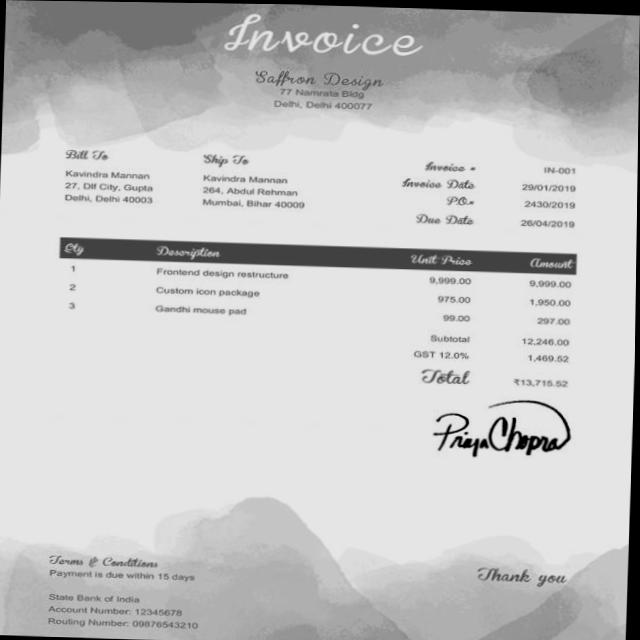 Invoice
Saffron Design
77 Namrata Bldg
Delhi, Delhi 400077
Bill To
Kavindra Mannan
27, Dlf City, Gupta
Delhi, Delhi 40003
Ship To
Kavindra Mannan
264, Abdul Rehman
Mumbai, Bihar 40009
Invoice # IN-001
Invoice Date 29/01/2019
P.O.# 2430/2019
Due Date 26/04/2019
Qty Description Unit Price Amount
1 Frontend design restructure 9,999.00 9,999.00
2 Custom icon package 975.00 1,950.00
3 Gandhi mouse pad 99.00 297.00
Subtotal 12,246.00
GST 12.0% 1,469.52
Total ₹13,715.52
Priya Chopra
Terms & Conditions
Payment is due within 15 days
Thank you
State Bank of India
Account Number: 12345678
Routing Number: 09876543210